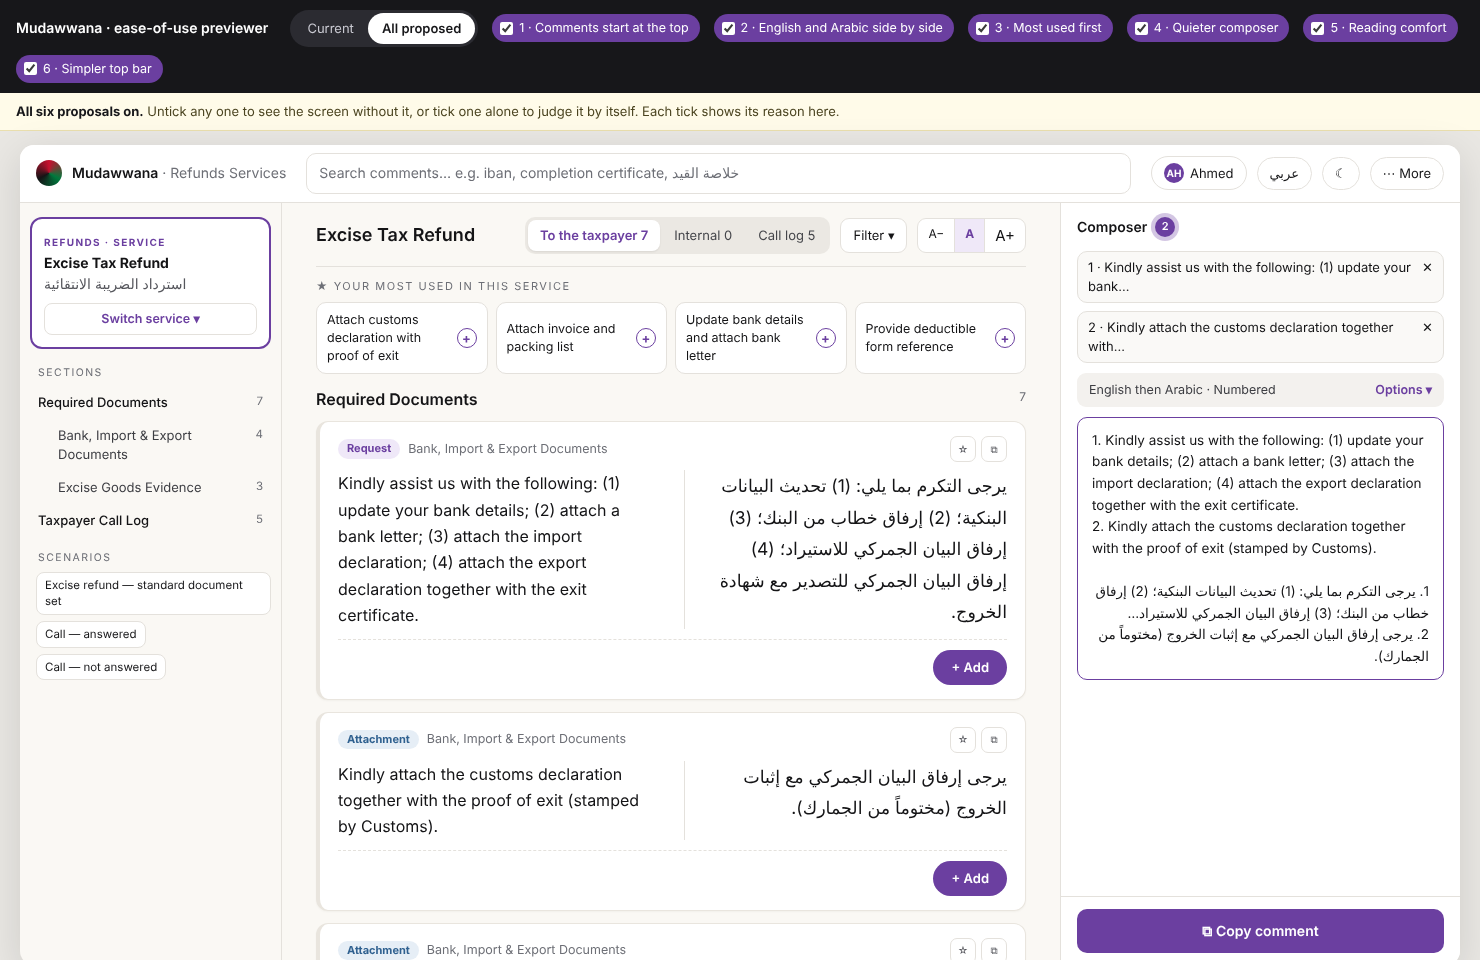 Mudawwana · ease-of-use previewer
Current
All proposed
1 · Comments start at the top
2 · English and Arabic side by side
3 · Most used first
4 · Quieter composer
5 · Reading comfort
6 · Simpler top bar
All six proposals on. Untick any one to see the screen without it, or tick one alone to judge it by itself. Each tick shows its reason here.
Mudawwana · Refunds Services
Search comments... e.g. iban, completion certificate, خلاصة القيد
AH Ahmed
عربي
☾
··· More
REFUNDS · SERVICE
Excise Tax Refund
استرداد الضريبة الانتقائية
Switch service ▾
SECTIONS
Required Documents 7
Bank, Import & Export
Documents
4
Excise Goods Evidence 3
Taxpayer Call Log 5
SCENARIOS
Excise refund — standard document
set
Call — answered
Call — not answered
Excise Tax Refund
To the taxpayer 7
Internal 0
Call log 5
Filter ▾
A−
A
A+
★ YOUR MOST USED IN THIS SERVICE
Attach customs
declaration with
proof of exit
+
Attach invoice and
packing list
+
Update bank details
and attach bank
letter
+
Provide deductible
form reference
+
Required Documents 7
Request Bank, Import & Export Documents
☆ ⧉
Kindly assist us with the following: (1)
update your bank details; (2) attach a
bank letter; (3) attach the import
declaration; (4) attach the export
declaration together with the exit
certificate.
يرجى التكرم بما يلي: (1) تحديث البيانات
البنكية؛ (2) إرفاق خطاب من البنك؛ (3)
إرفاق البيان الجمركي للاستيراد؛ (4)
إرفاق البيان الجمركي للتصدير مع شهادة
الخروج.
+ Add
Attachment Bank, Import & Export Documents
☆ ⧉
Kindly attach the customs declaration
together with the proof of exit (stamped
by Customs).
يرجى إرفاق البيان الجمركي مع إثبات
الخروج (مختوماً من الجمارك).
+ Add
Attachment Bank, Import & Export Documents
☆ ⧉
Composer 2
1 · Kindly assist us with the following: (1) update your
bank...
✕
2 · Kindly attach the customs declaration together
with...
✕
English then Arabic · Numbered
Options ▾
1. Kindly assist us with the following: (1) update your
bank details; (2) attach a bank letter; (3) attach the
import declaration; (4) attach the export declaration
together with the exit certificate.
2. Kindly attach the customs declaration together
with the proof of exit (stamped by Customs).
1. يرجى التكرم بما يلي: (1) تحديث البيانات البنكية؛ (2) إرفاق
خطاب من البنك؛ (3) إرفاق البيان الجمركي للاستيراد...
2. يرجى إرفاق البيان الجمركي مع إثبات الخروج (مختوماً من
الجمارك).
⧉ Copy comment